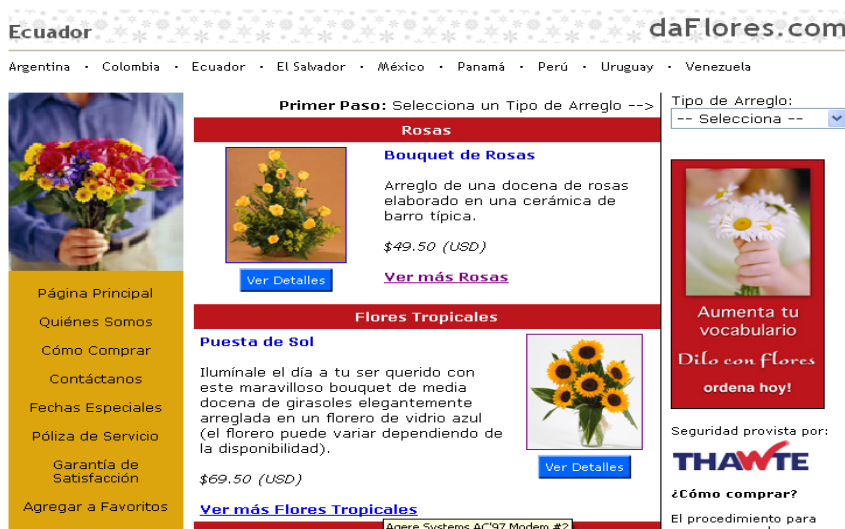 Ecuador
daFlores.com
Argentina · Colombia · Ecuador · El Salvador · México · Panamá · Perú · Uruguay · Venezuela
Primer Paso: Selecciona un Tipo de Arreglo -->
Tipo de Arreglo:
-- Selecciona --
Rosas
Bouquet de Rosas
Arreglo de una docena de rosas
elaborado en una cerámica de
barro típica.
$49.50 (USD)
Ver Detalles
Ver más Rosas
Flores Tropicales
Puesta de Sol
Ilumínale el día a tu ser querido con
este maravilloso bouquet de media
docena de girasoles elegantemente
arreglada en un florero de vidrio azul
(el florero puede variar dependiendo de
la disponibilidad).
$69.50 (USD)
Ver Detalles
Ver más Flores Tropicales
Agere Systems AC'97 Modem #2
Página Principal
Quiénes Somos
Cómo Comprar
Contáctanos
Fechas Especiales
Póliza de Servicio
Garantía de
Satisfacción
Agregar a Favoritos
Aumenta tu
vocabulario
Dilo con flores
ordena hoy!
Seguridad provista por:
THAWTE
¿Cómo comprar?
El procedimiento para